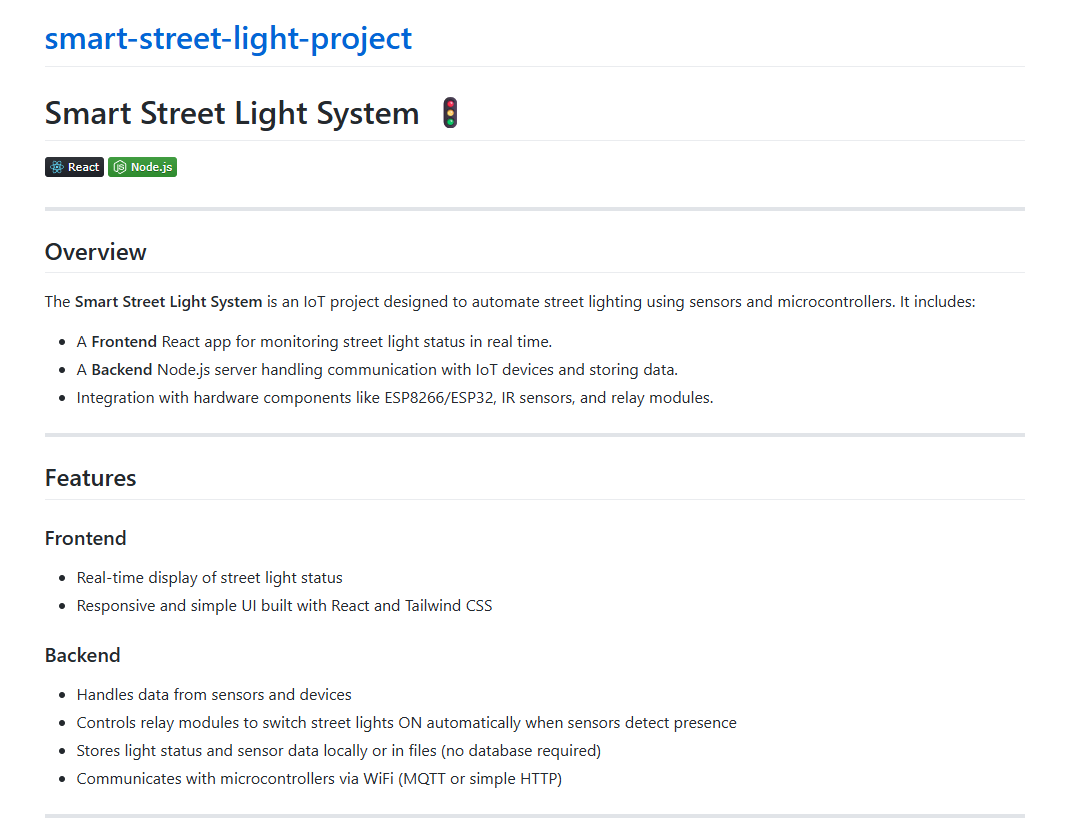 smart-street-light-project
Smart Street Light System 🚦
React Node.js
Overview
The Smart Street Light System is an IoT project designed to automate street lighting using sensors and microcontrollers. It includes:
A Frontend React app for monitoring street light status in real time.
A Backend Node.js server handling communication with IoT devices and storing data.
Integration with hardware components like ESP8266/ESP32, IR sensors, and relay modules.
Features
Frontend
Real-time display of street light status
Responsive and simple UI built with React and Tailwind CSS
Backend
Handles data from sensors and devices
Controls relay modules to switch street lights ON automatically when sensors detect presence
Stores light status and sensor data locally or in files (no database required)
Communicates with microcontrollers via WiFi (MQTT or simple HTTP)